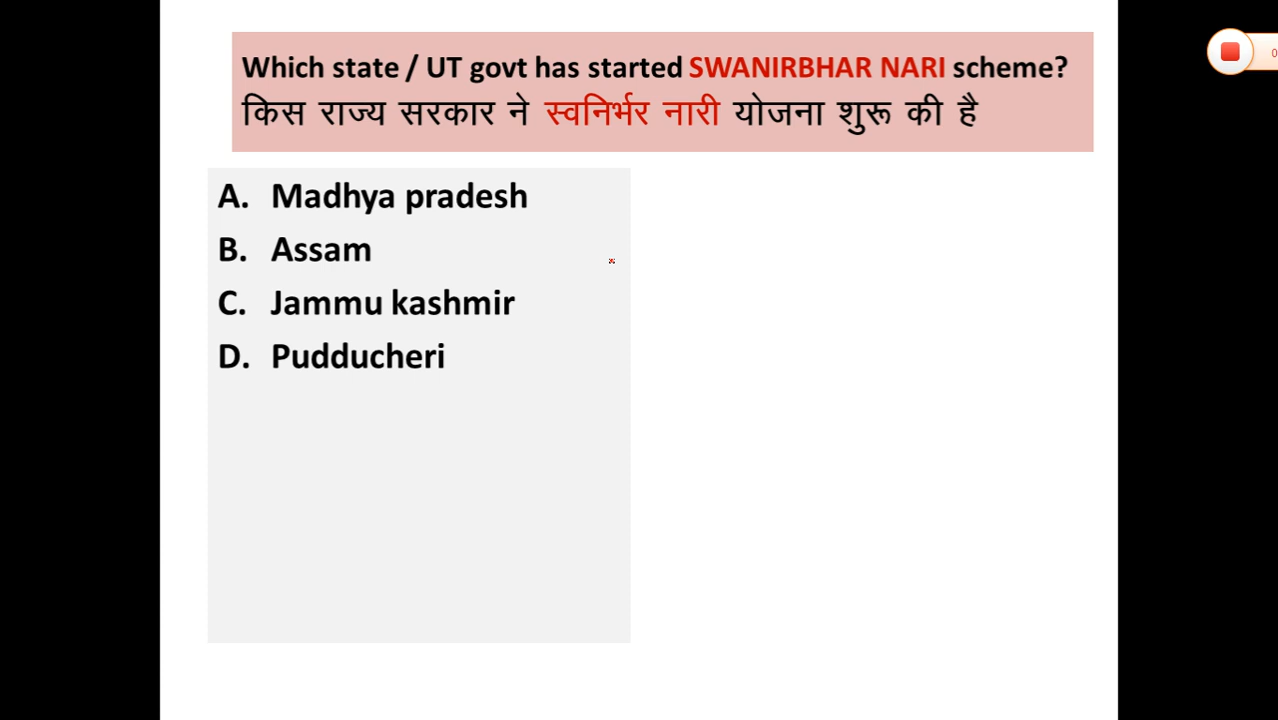 Which state / UT govt has started SWANIRBHAR NARI scheme?
किस राज्य सरकार ने स्वनिर्भर नारी योजना शुरू की है
A. Madhya pradesh
B. Assam
C. Jammu kashmir
D. Pudducheri